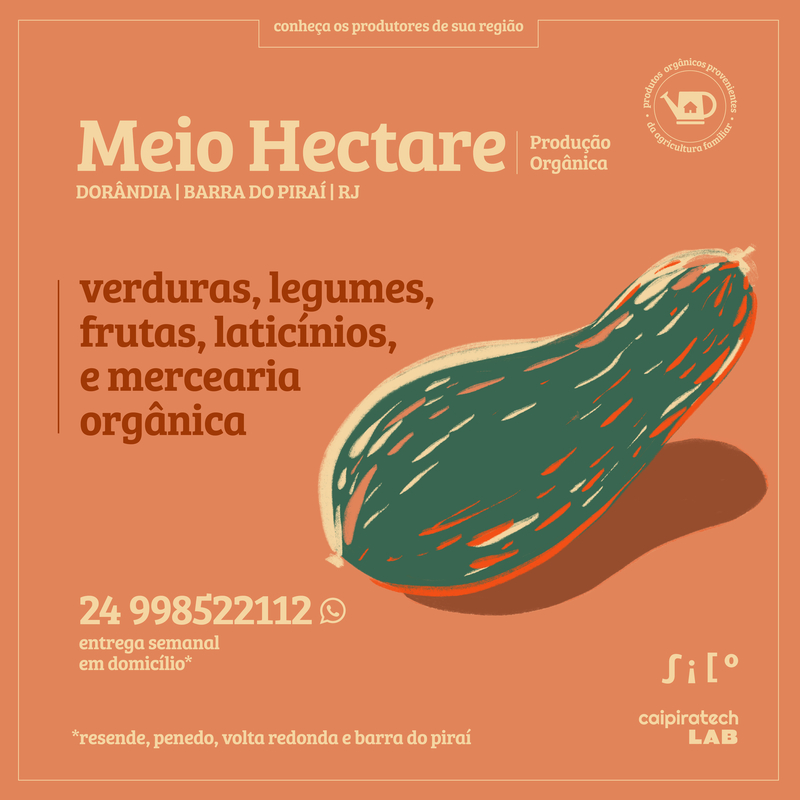 conheça os produtores de sua região
produtos orgânicos provenientes
da agricultura familiar
Meio Hectare
Produção
Orgânica
DORÂNDIA | BARRA DO PIRAÍ | RJ
verduras, legumes,
frutas, laticínios,
e mercearia
orgânica
24 998522112
entrega semanal
em domicílio*
caipiratech
LAB
*resende, penedo, volta redonda e barra do piraí